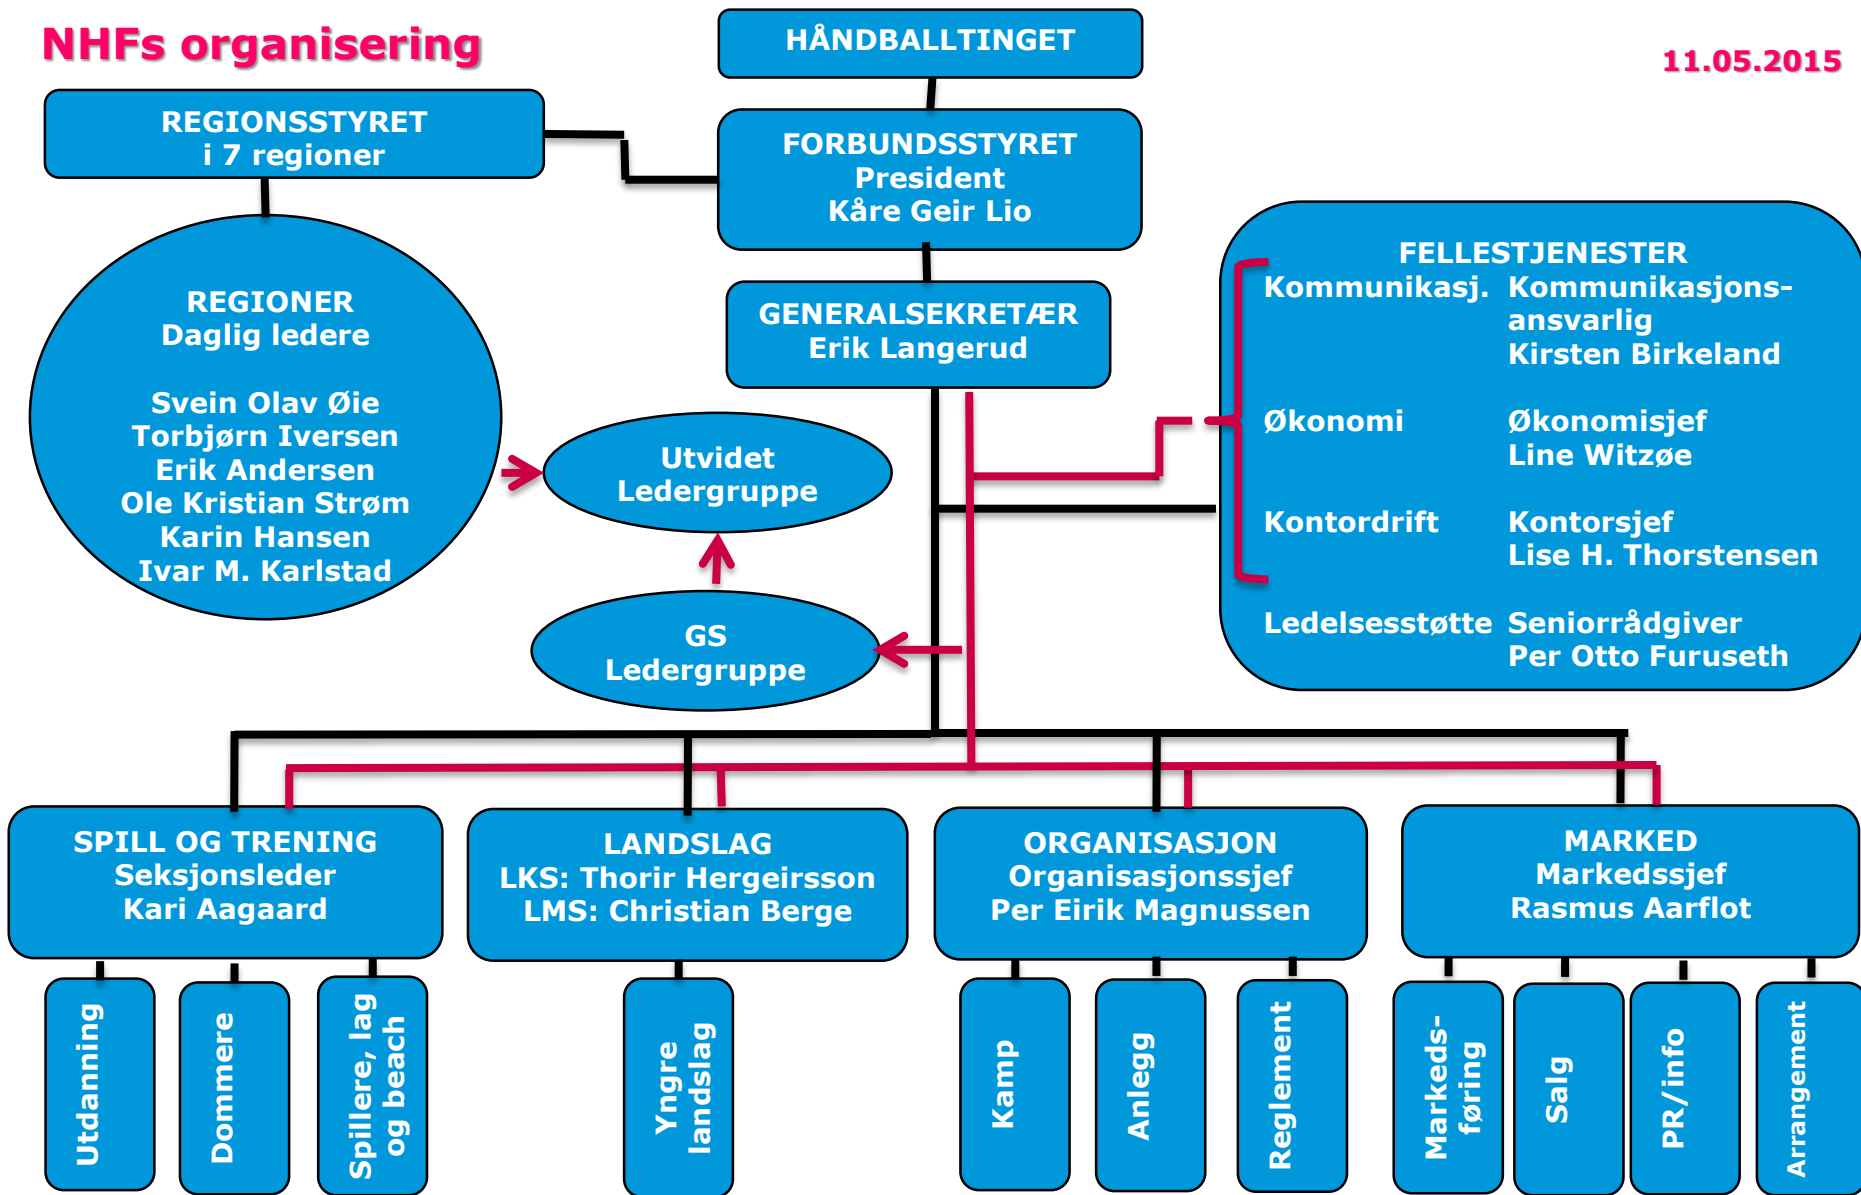 NHFs organisering
11.05.2015
HÅNDBALLTINGET
REGIONSSTYRET
i 7 regioner
FORBUNDSSTYRET
President
Kåre Geir Lio
GENERALSEKRETÆR
Erik Langerud
REGIONER
Daglig ledere
Svein Olav Øie
Torbjørn Iversen
Erik Andersen
Ole Kristian Strøm
Karin Hansen
Ivar M. Karlstad
Utvidet
Ledergruppe
GS
Ledergruppe
FELLESTJENESTER
Kommunikasj. Kommunikasjons-
ansvarlig
Kirsten Birkeland
Økonomi Økonomisjef
Line Witzøe
Kontordrift Kontorsjef
Lise H. Thorstensen
Ledelsesstøtte Seniorrådgiver
Per Otto Furuseth
SPILL OG TRENING
Seksjonsleder
Kari Aagaard
LANDSLAG
LKS: Thorir Hergeirsson
LMS: Christian Berge
ORGANISASJON
Organisasjonssjef
Per Eirik Magnussen
MARKED
Markedssjef
Rasmus Aarflot
Utdanning
Dommere
Spillere, lag
og beach
Yngre
landslag
Kamp
Anlegg
Reglement
Markeds-
føring
Salg
PR/info
Arrangement